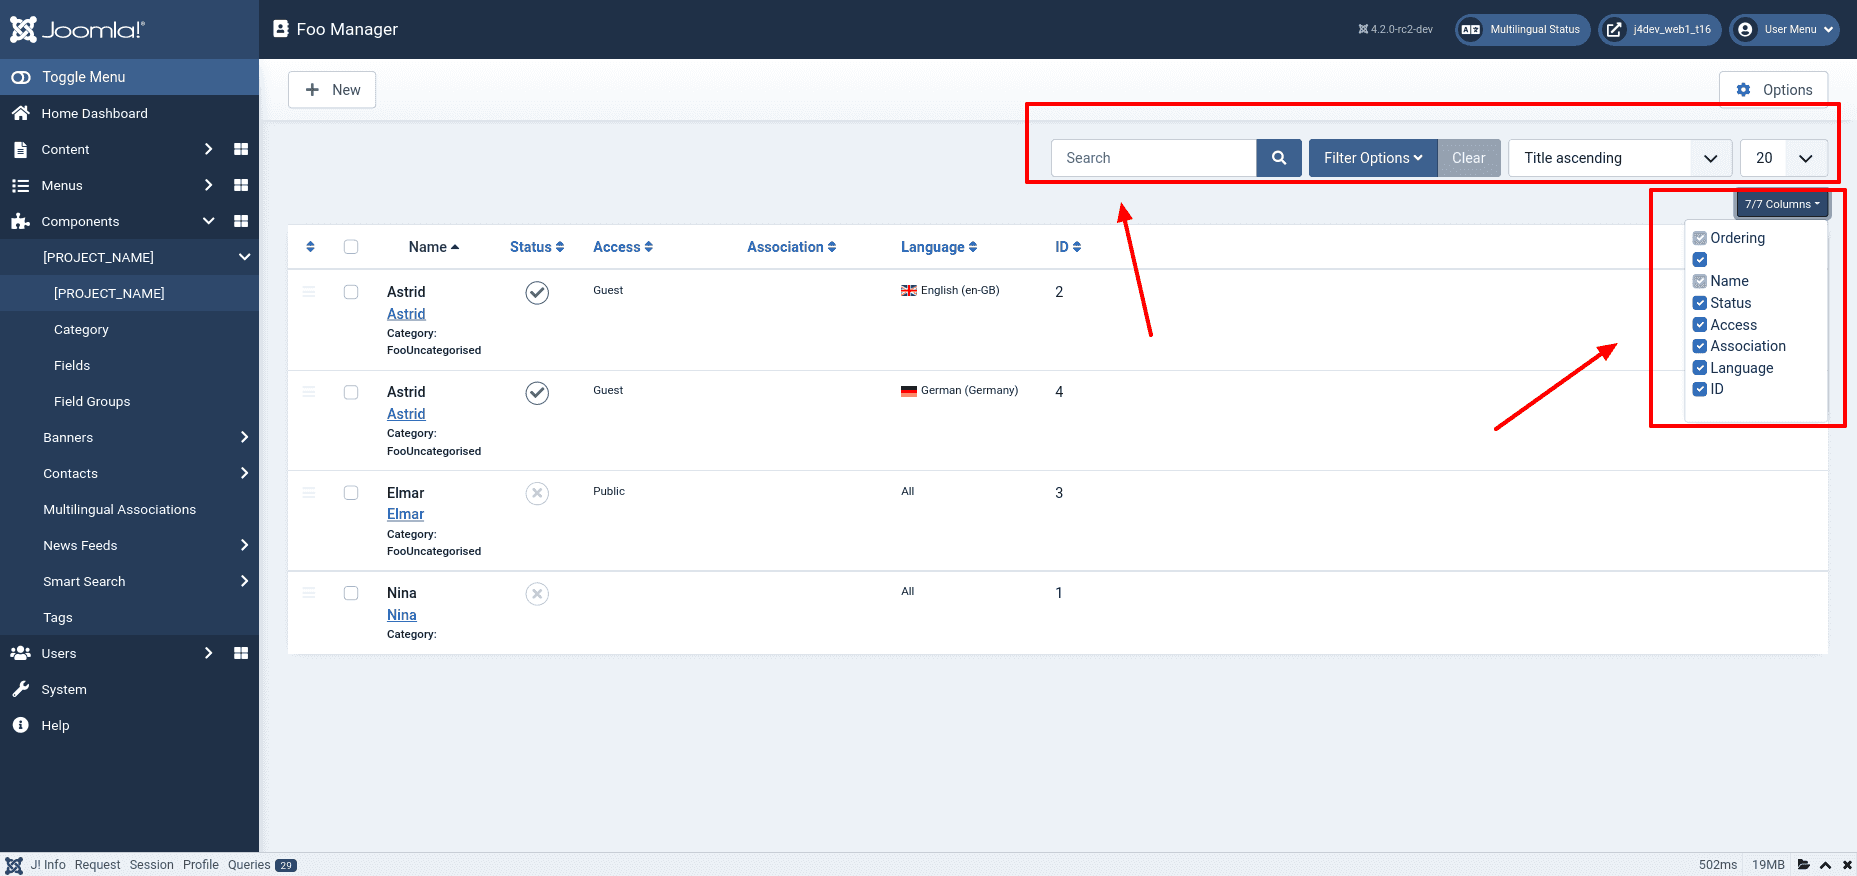 Joomla!®
Foo Manager
4.2.0-rc2-dev
Multilingual Status
j4dev_web1_t16
User Menu
Toggle Menu
Home Dashboard
Content
Menus
Components
[PROJECT_NAME]
[PROJECT_NAME]
Category
Fields
Field Groups
Banners
Contacts
Multilingual Associations
News Feeds
Smart Search
Tags
Users
System
Help
New
Options
Search
Filter Options
Clear
Title ascending
20
7/7 Columns
Ordering
Name
Status
Access
Association
Language
ID
Name Status Access Association Language ID
Astrid Guest English (en-GB) 2
Astrid
Category:
FooUncategorised
Astrid Guest German (Germany) 4
Astrid
Category:
FooUncategorised
Elmar Public All 3
Elmar
Category:
FooUncategorised
Nina All 1
Nina
Category:
J! Info Request Session Profile Queries 29 502ms 19MB